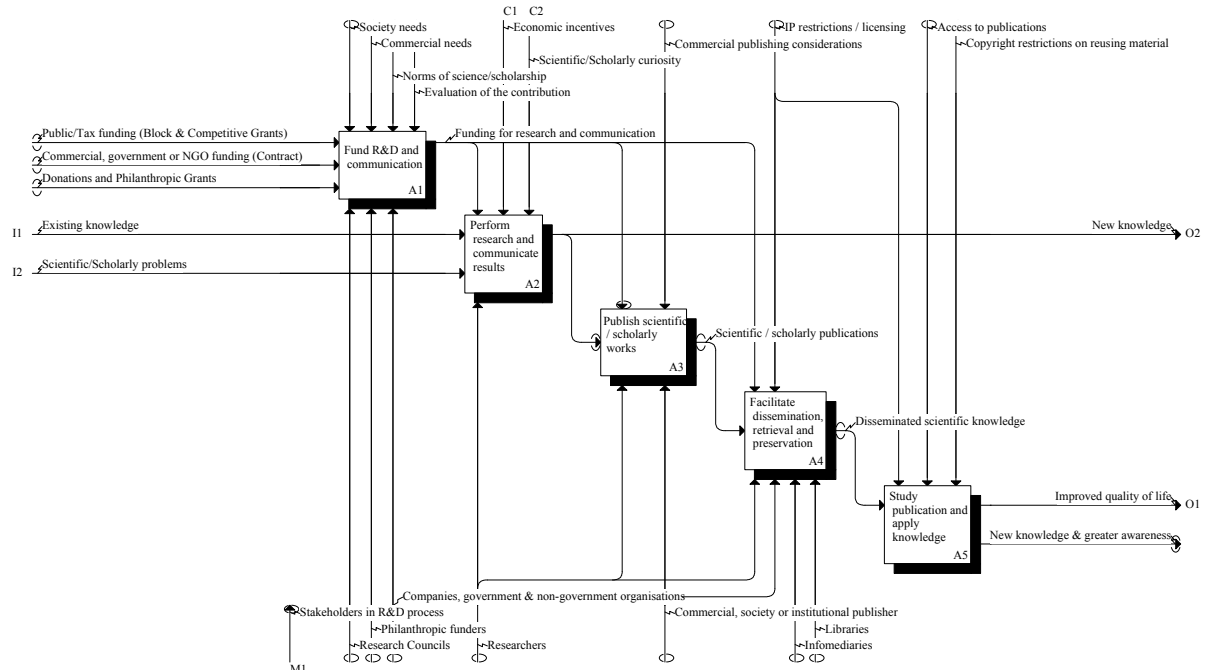 C1 C2
Society needs
Economic incentives
IP restrictions / licensing
Access to publications
Commercial needs
Commercial publishing considerations
Copyright restrictions on reusing material
Scientific/Scholarly curiosity
Norms of science/scholarship
Evaluation of the contribution
Public/Tax funding (Block & Competitive Grants)
Funding for research and communication
Fund R&D and
communication
A1
Commercial, government or NGO funding (Contract)
Donations and Philanthropic Grants
I1
Existing knowledge
Perform
research and
communicate
results
A2
New knowledge
O2
I2
Scientific/Scholarly problems
Publish scientific
/ scholarly
works
A3
Scientific / scholarly publications
Facilitate
dissemination,
retrieval and
preservation
A4
Disseminated scientific knowledge
Study
publication and
apply
knowledge
A5
Improved quality of life
O1
New knowledge & greater awareness
Companies, government & non-government organisations
Stakeholders in R&D process
Commercial, society or institutional publisher
Philanthropic funders
Libraries
Research Councils
Researchers
Infomediaries
M1